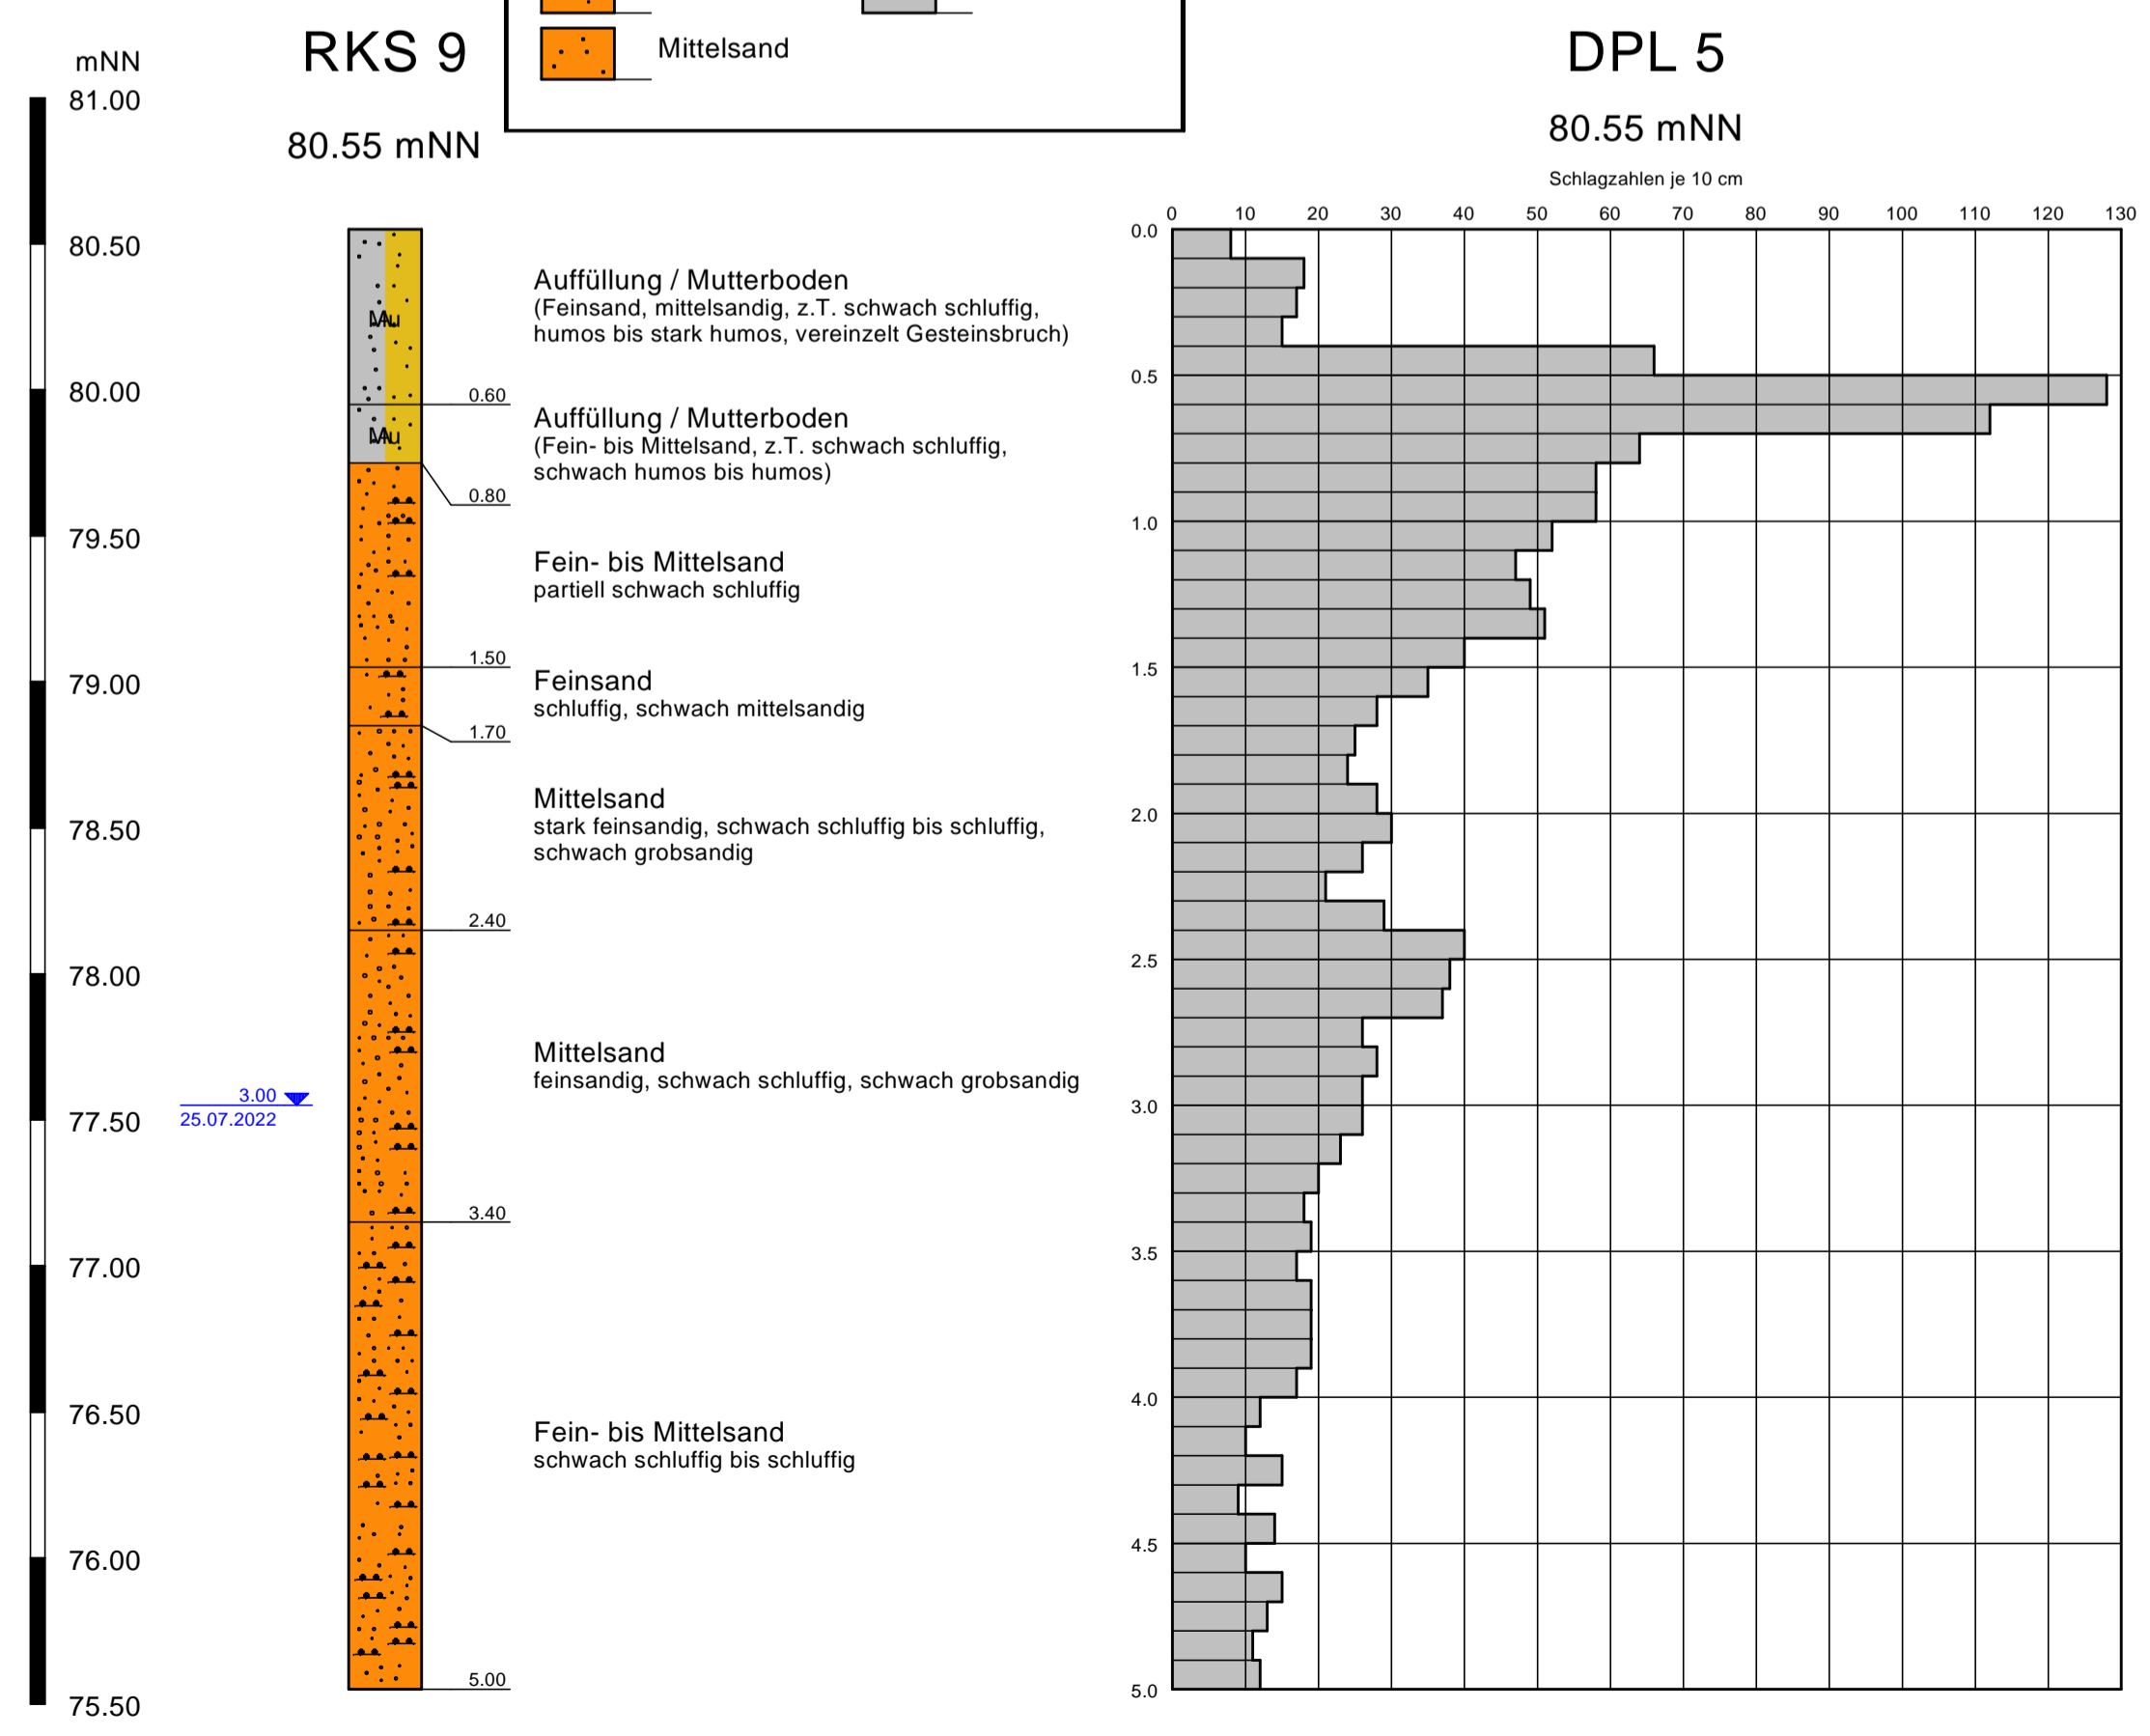 Mittelsand
mNN
RKS 9
80.55 mNN
81.00
80.50
80.00
79.50
79.00
78.50
78.00
77.50
77.00
76.50
76.00
75.50
3.00
25.07.2022
Mu
Mu
0.60
0.80
1.50
1.70
2.40
3.40
5.00
Auffüllung / Mutterboden
(Feinsand, mittelsandig, z.T. schwach schluffig,
humos bis stark humos, vereinzelt Gesteinsbruch)
Auffüllung / Mutterboden
(Fein- bis Mittelsand, z.T. schwach schluffig,
schwach humos bis humos)
Fein- bis Mittelsand
partiell schwach schluffig
Feinsand
schluffig, schwach mittelsandig
Mittelsand
stark feinsandig, schwach schluffig bis schluffig,
schwach grobsandig
Mittelsand
feinsandig, schwach schluffig, schwach grobsandig
Fein- bis Mittelsand
schwach schluffig bis schluffig
DPL 5
80.55 mNN
Schlagzahlen je 10 cm
0 10 20 30 40 50 60 70 80 90 100 110 120 130
0.0
0.5
1.0
1.5
2.0
2.5
3.0
3.5
4.0
4.5
5.0